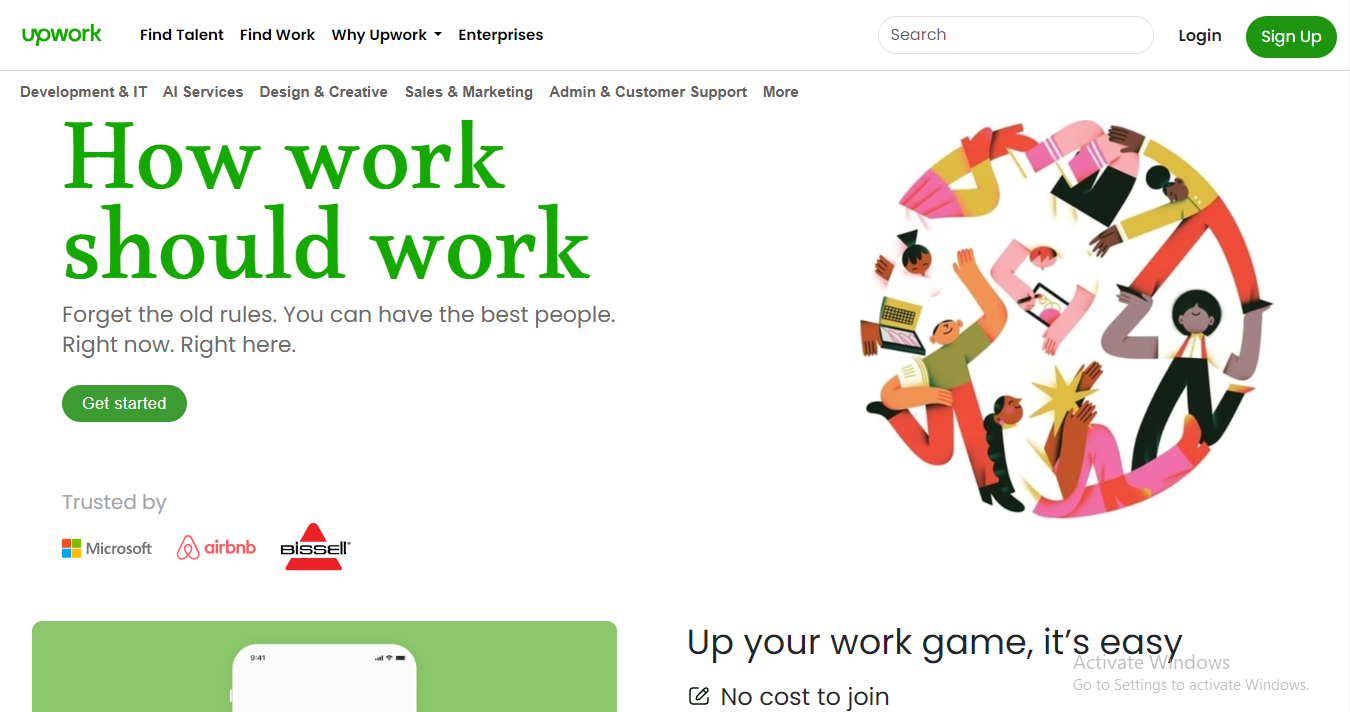 upwork Find Talent Find Work Why Upwork Enterprises Search Login Sign Up
Development & IT AI Services Design & Creative Sales & Marketing Admin & Customer Support More
How work
should work
Forget the old rules. You can have the best people.
Right now. Right here.
Get started
Trusted by
Microsoft airbnb BISSELL
9:41
Up your work game, it’s easy
No cost to join
Activate Windows
Go to Settings to activate Windows.